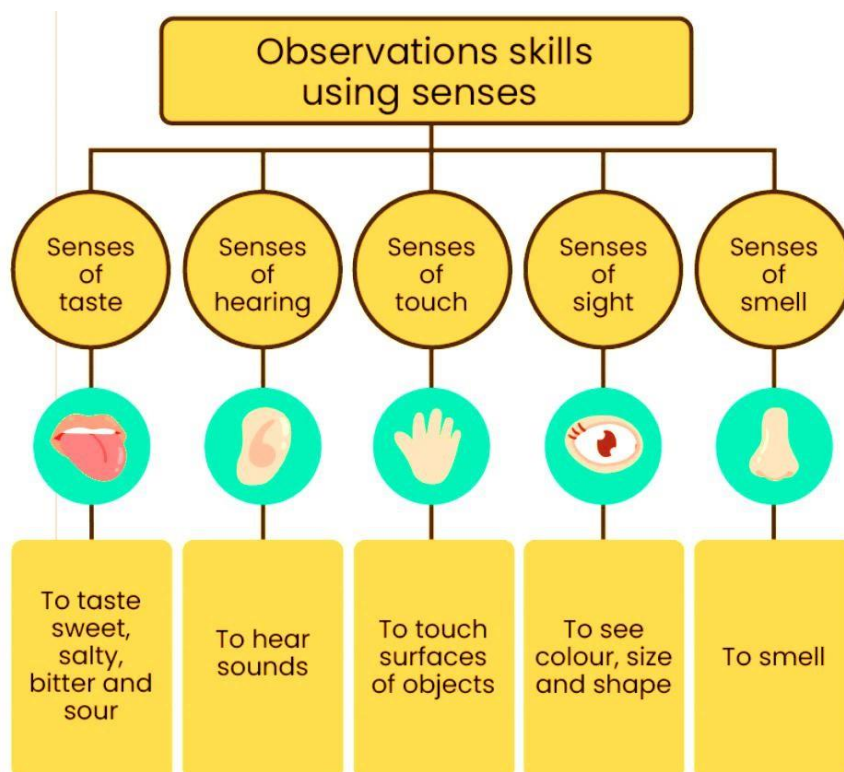 Observations skills
using senses
Senses
of
taste
Senses
of
hearing
Senses
of
touch
Senses
of
sight
Senses
of
smell
To taste
sweet,
salty,
bitter and
sour
To hear
sounds
To touch
surfaces
of objects
To see
colour, size
and shape
To smell